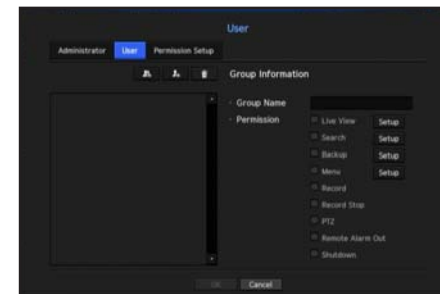 User
Administrator User Permission Setup
Group Information
Group Name
Permission
Live View Setup
Search Setup
Backup Setup
Menu Setup
Record
Record Stop
PTZ
Remote Alarm Out
Shutdown
OK Cancel